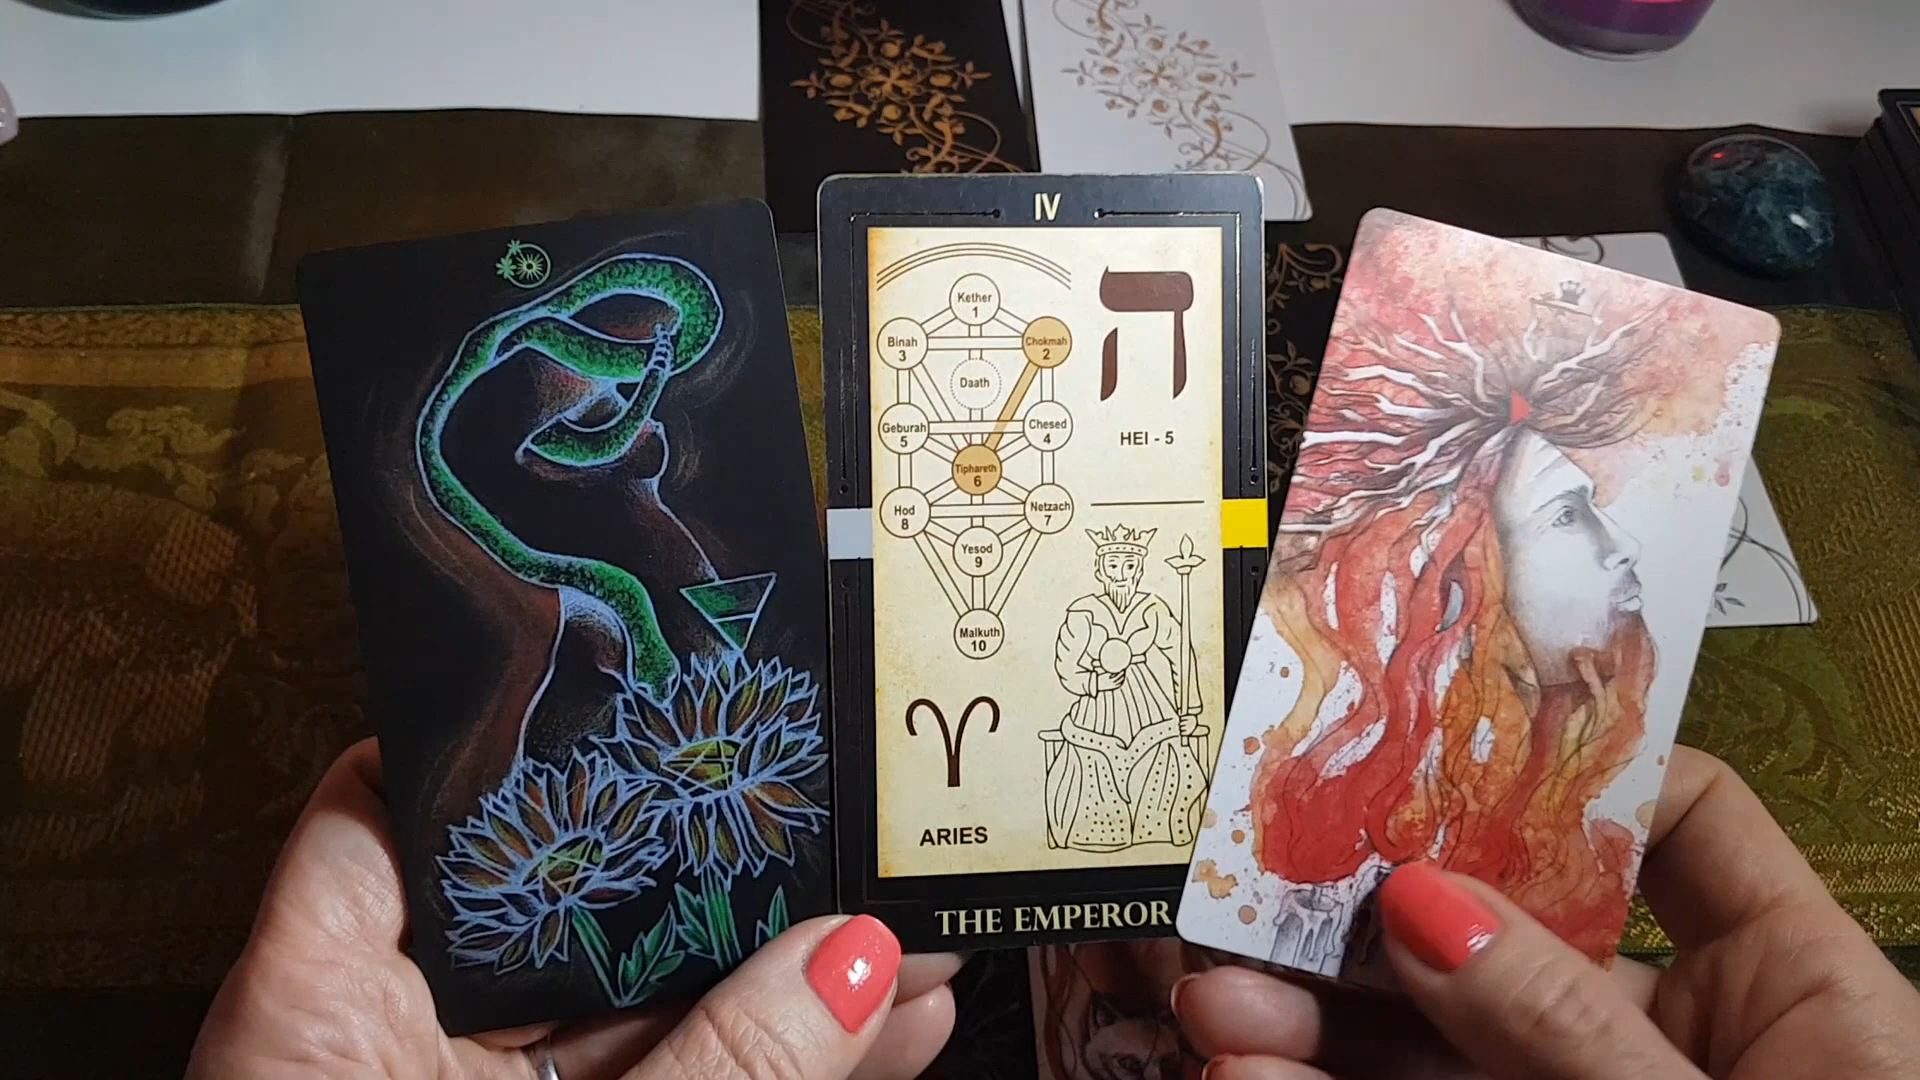 IV
Kether
1
Binah
3
Chokmah
2
Daath
Geburah
5
Chesed
4
Tiphareth
6
Hod
8
Netzach
7
Yesod
9
Malkuth
10
ה
HEI - 5
♈
ARIES
THE EMPEROR